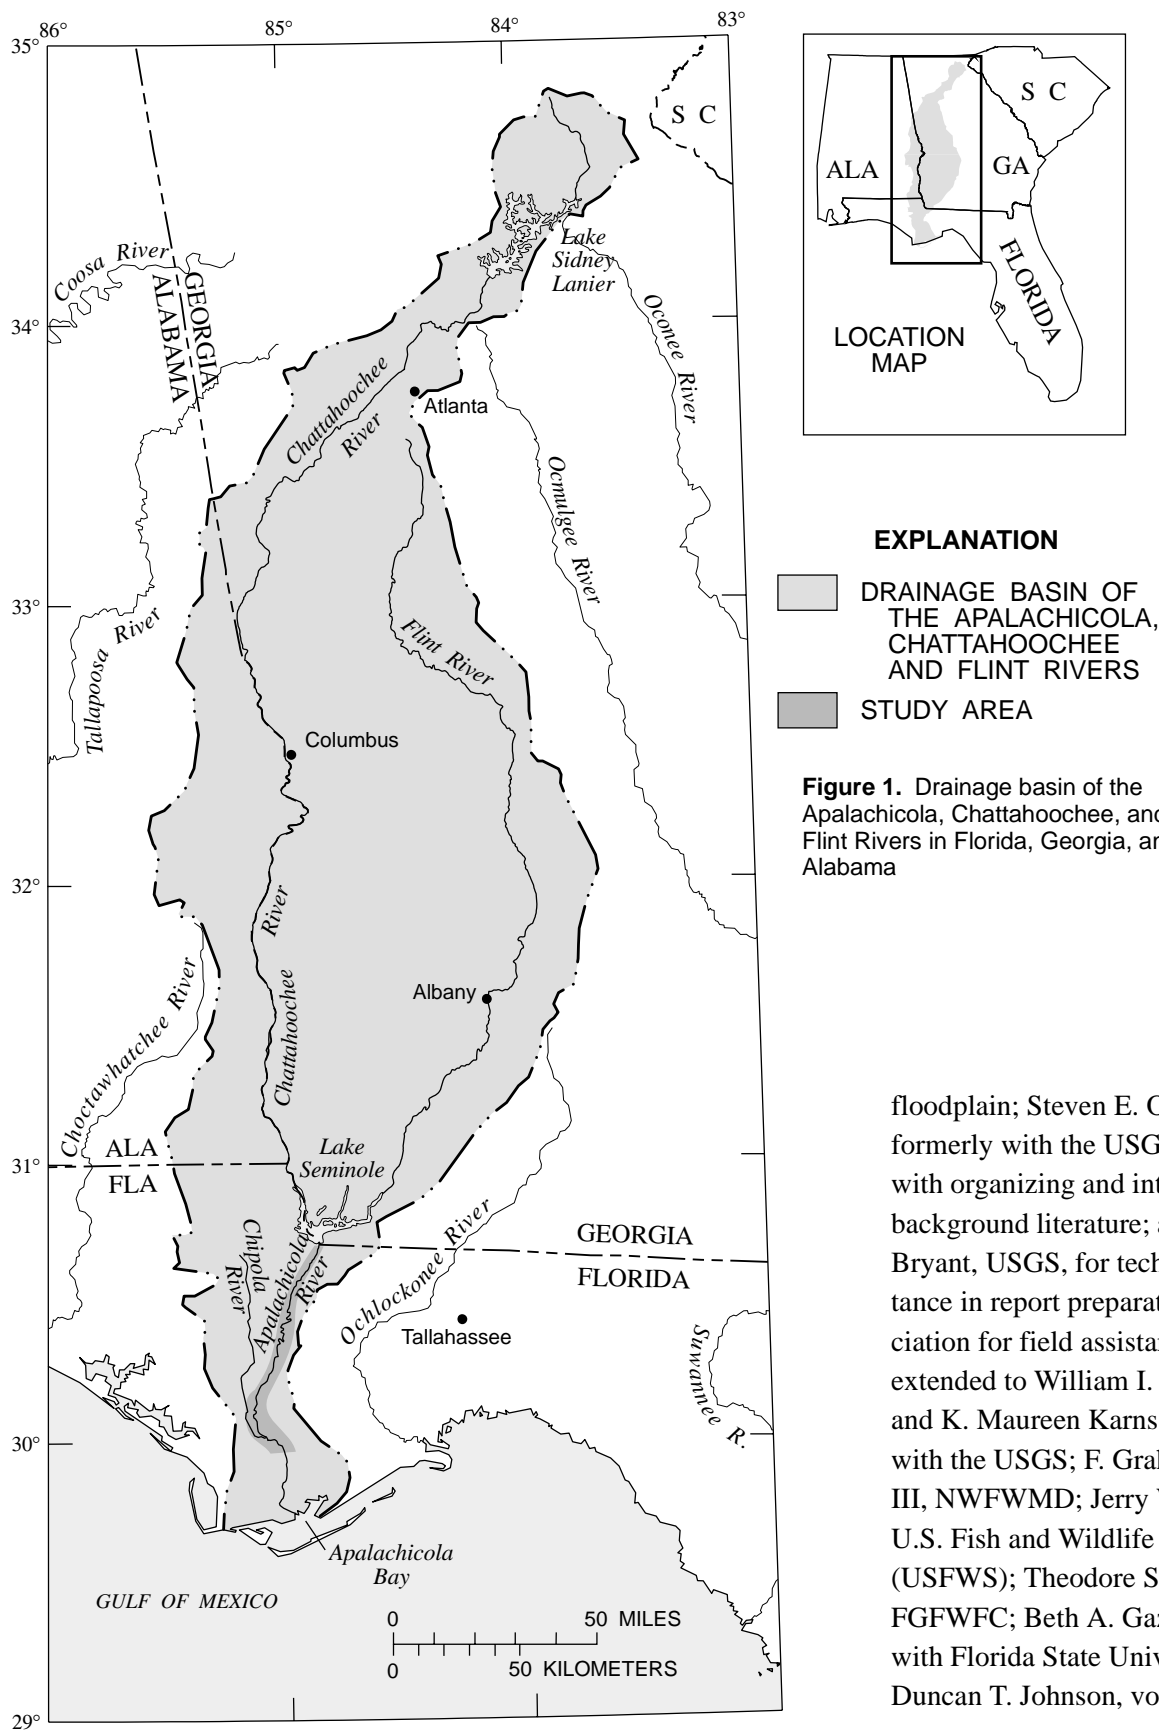 86°
85°
84°
83°
35°
S C
Lake
Sidney
Lanier
Coosa River
GEORGIA
ALABAMA
34°
Oconee River
Chattahoochee
River
Atlanta
Ocmulgee River
33°
Tallapoosa River
Flint River
Columbus
32°
River
Chattahoochee
Albany
Choctawhatchee River
ALA
31°
FLA
Lake
Seminole
Chipola
River
Apalachicola
River
Ochlockonee River
GEORGIA
FLORIDA
Tallahassee
Suwannee R.
30°
Apalachicola
Bay
GULF OF MEXICO
0 50 MILES
0 50 KILOMETERS
29°
S C
ALA
GA
FLORIDA
LOCATION
MAP
EXPLANATION
DRAINAGE BASIN OF
THE APALACHICOLA,
CHATTAHOOCHEE
AND FLINT RIVERS
STUDY AREA
Figure 1. Drainage basin of the
Apalachicola, Chattahoochee, and
Flint Rivers in Florida, Georgia, an
Alabama
floodplain; Steven E.
formerly with the USG
with organizing and int
background literature;
Bryant, USGS, for tech
tance in report preparat
ciation for field assistan
extended to William I.
and K. Maureen Karns
with the USGS; F. Gra
III, NWFWMD; Jerry
U.S. Fish and Wildlife
(USFWS); Theodore S
FGFWFC; Beth A. Gaz
with Florida State Univ
Duncan T. Johnson, vo